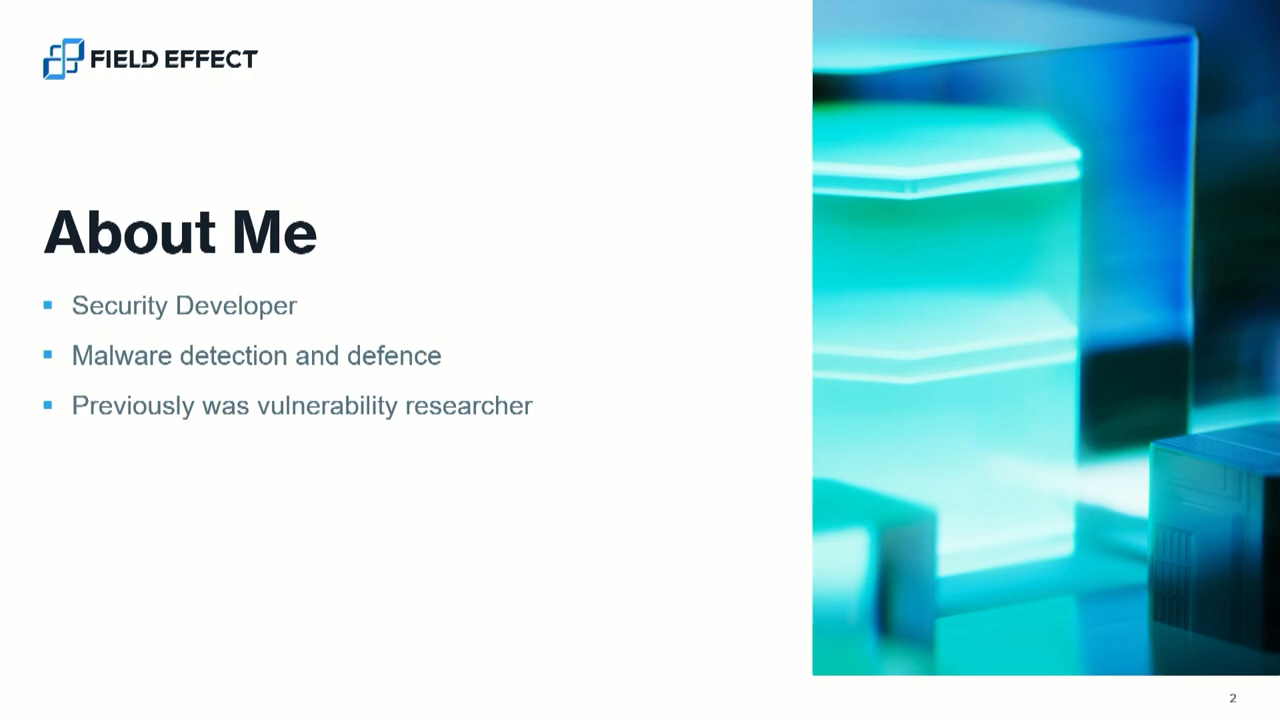 FIELD EFFECT
About Me
Security Developer
Malware detection and defence
Previously was vulnerability researcher
2